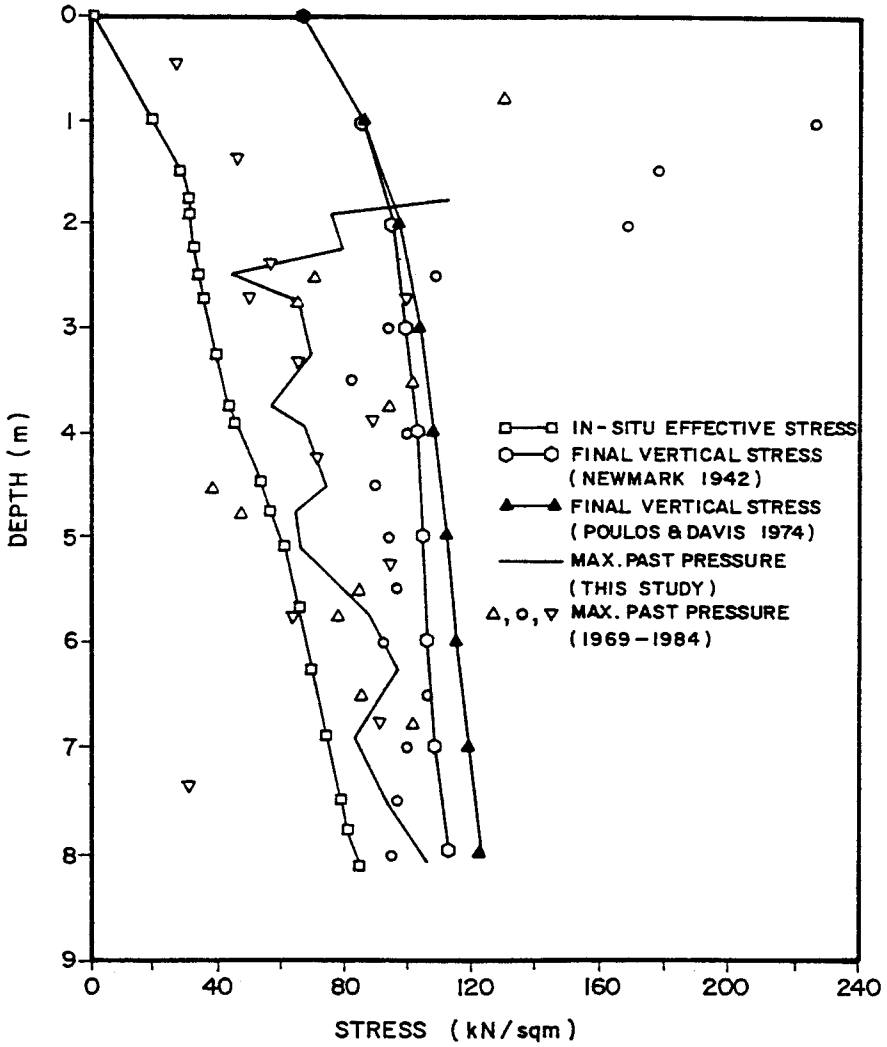 0
1
2
3
4
5
6
7
8
9
DEPTH (m)
IN-SITU EFFECTIVE STRESS
FINAL VERTICAL STRESS
(NEWMARK 1942)
FINAL VERTICAL STRESS
(POULOS & DAVIS 1974)
MAX. PAST PRESSURE
(THIS STUDY)
MAX. PAST PRESSURE
(1969-1984)
0 40 80 120 160 200 240
STRESS (kN/sqm)